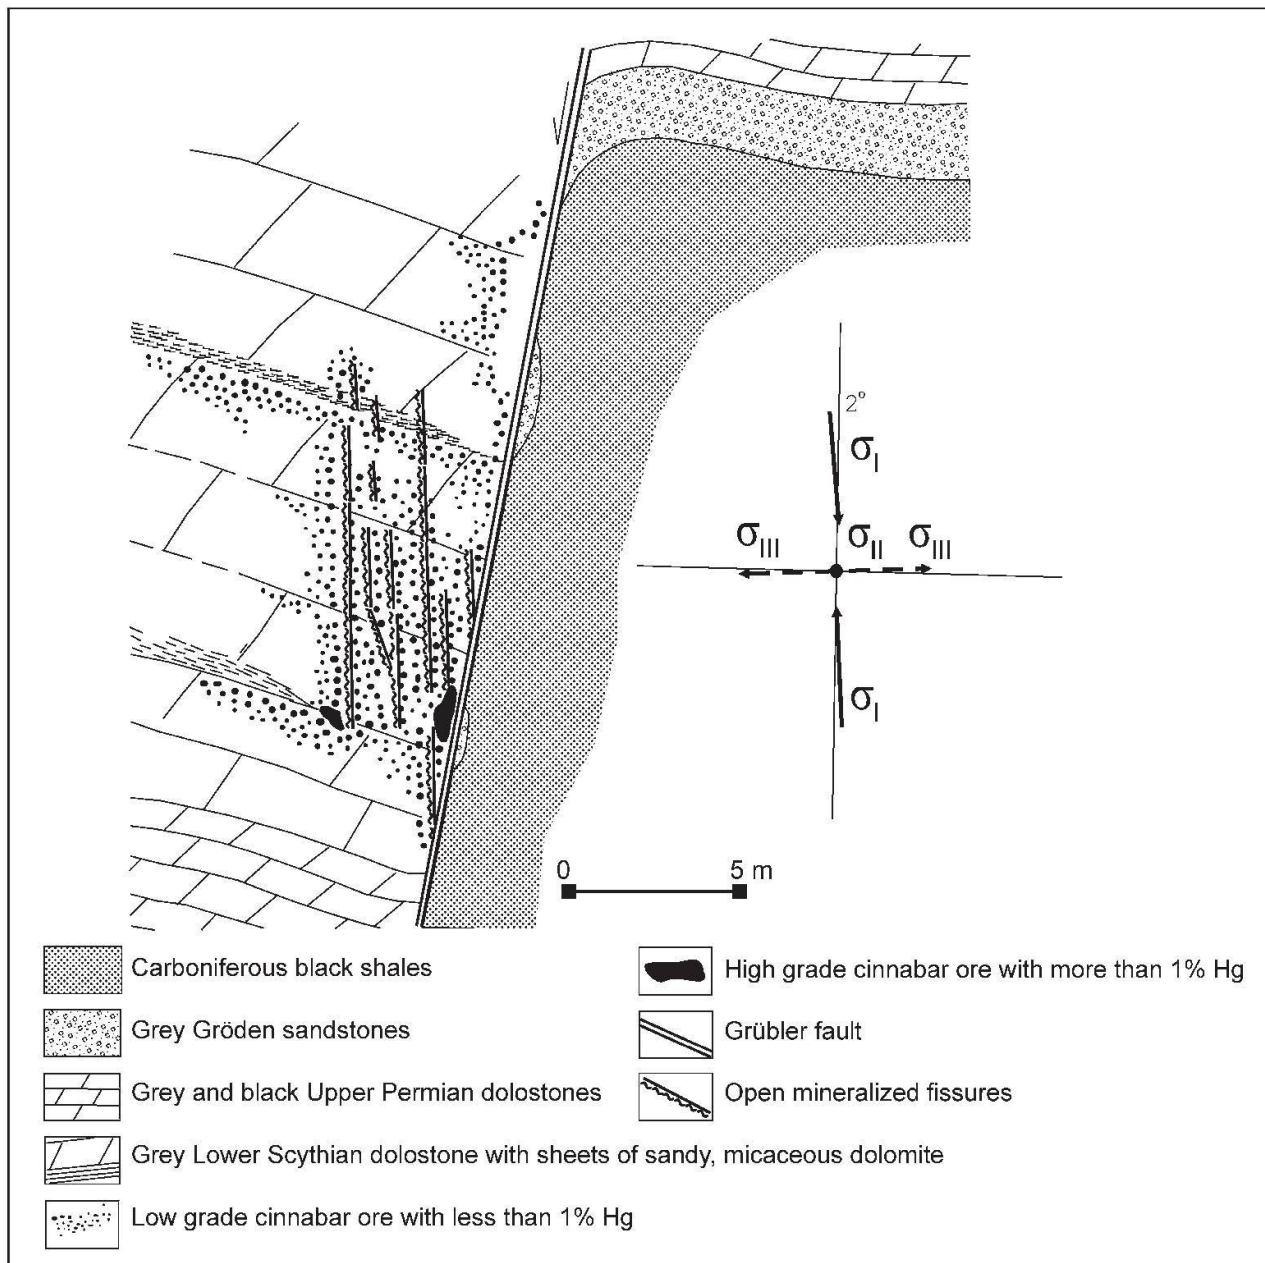 2°
σI
σIII σII σIII
σI
0 5 m
Carboniferous black shales
Grey Gröden sandstones
Grey and black Upper Permian dolostones
Grey Lower Scythian dolostone with sheets of sandy, micaceous dolomite
Low grade cinnabar ore with less than 1% Hg
High grade cinnabar ore with more than 1% Hg
Grübler fault
Open mineralized fissures